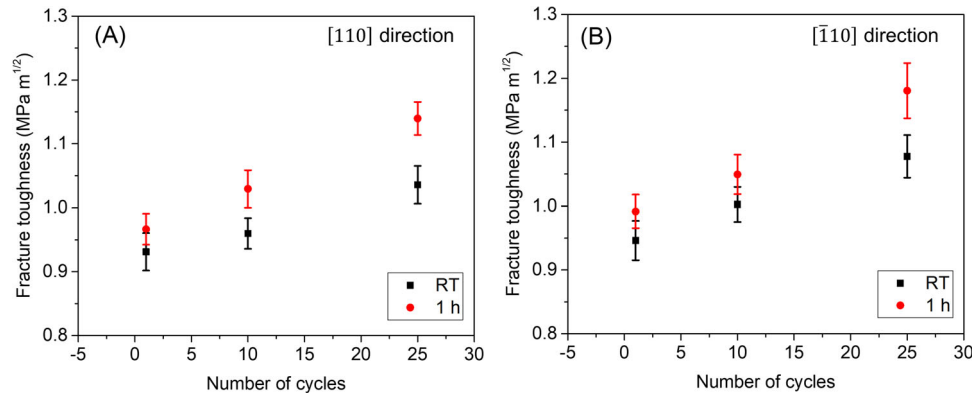 (A)
[110] direction
Fracture toughness (MPa m^1/2)
1.3
1.2
1.1
1.0
0.9
0.8
-5
0
5
10
15
20
25
30
Number of cycles
RT
1 h
(B)
[1̄10] direction
Fracture toughness (MPa m^1/2)
1.3
1.2
1.1
1.0
0.9
0.8
-5
0
5
10
15
20
25
30
Number of cycles
RT
1 h